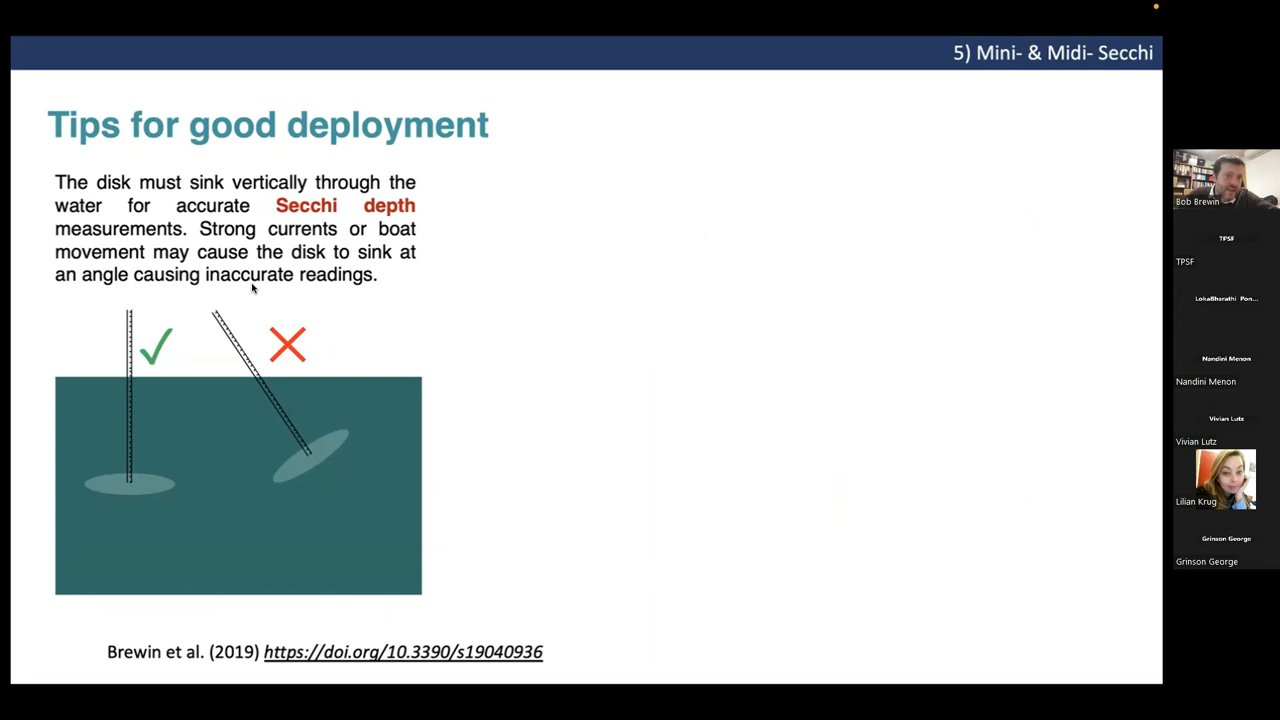 5) Mini- & Midi- Secchi
Tips for good deployment
The disk must sink vertically through the
water for accurate Secchi depth
measurements. Strong currents or boat
movement may cause the disk to sink at
an angle causing inaccurate readings.
Brewin et al. (2019) https://doi.org/10.3390/s19040936
Bob Brewin
TPSF
TPSF
LokaBharathi Pon...
Nandini Menon
Nandini Menon
Vivian Lutz
Vivian Lutz
Lilian Krug
Grinson George
Grinson George